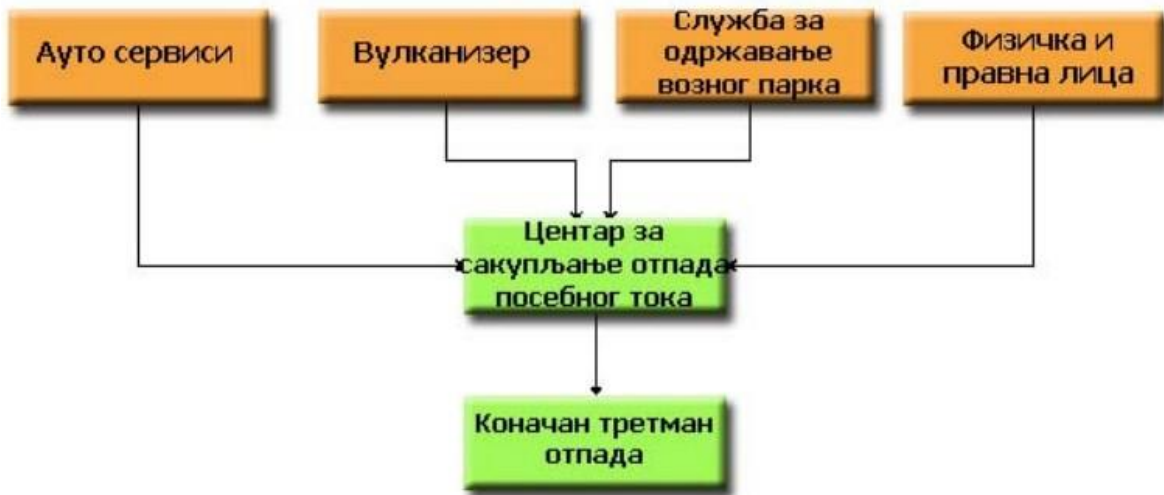 Ауто сервиси
Вулканизер
Служба за
одржавање
возног парка
Физичка и
правна лица
Центар за
сакупљање отпада
посебног тока
Коначан третман
отпада